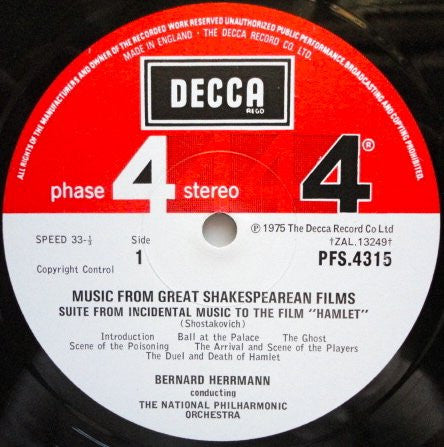 ALL RIGHTS OF THE MANUFACTURERS AND OWNER OF THE RECORDED WORK RESERVED UNAUTHORIZED PUBLIC PERFORMANCE, BROADCASTING AND COPYING PROHIBITED.
MADE IN ENGLAND · THE DECCA RECORD CO. LTD.
DECCA
REGD
phase 4 stereo 4®
Ⓟ 1975 The Decca Record Co Ltd
SPEED 33-⅓ Side †ZAL.13249†
1 PFS.4315
Copyright Control
MUSIC FROM GREAT SHAKESPEAREAN FILMS
SUITE FROM INCIDENTAL MUSIC TO THE FILM "HAMLET"
(Shostakovich)
Introduction Ball at the Palace The Ghost
Scene of the Poisoning The Arrival and Scene of the Players
The Duel and Death of Hamlet
BERNARD HERRMANN
conducting
THE NATIONAL PHILHARMONIC
ORCHESTRA